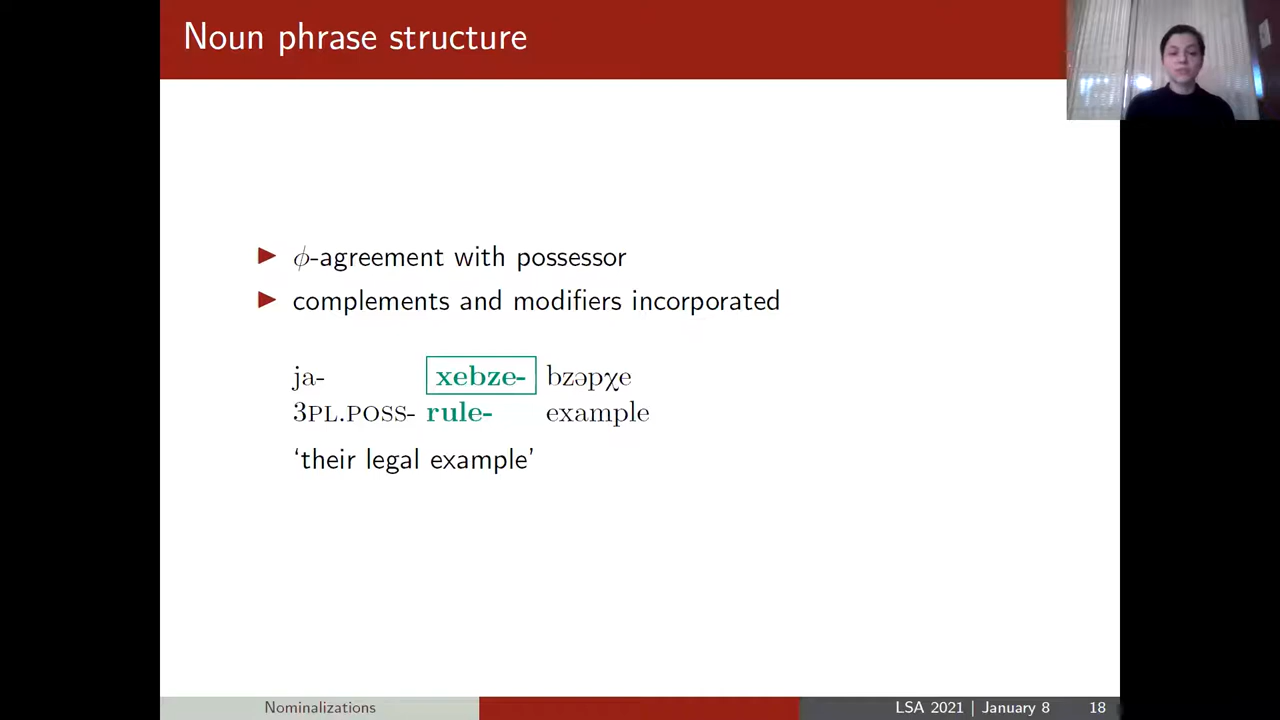 Noun phrase structure
ϕ-agreement with possessor
complements and modifiers incorporated
ja- xebze- bzəpχe
3PL.POSS- rule- example
‘their legal example’
Nominalizations LSA 2021 | January 8 18